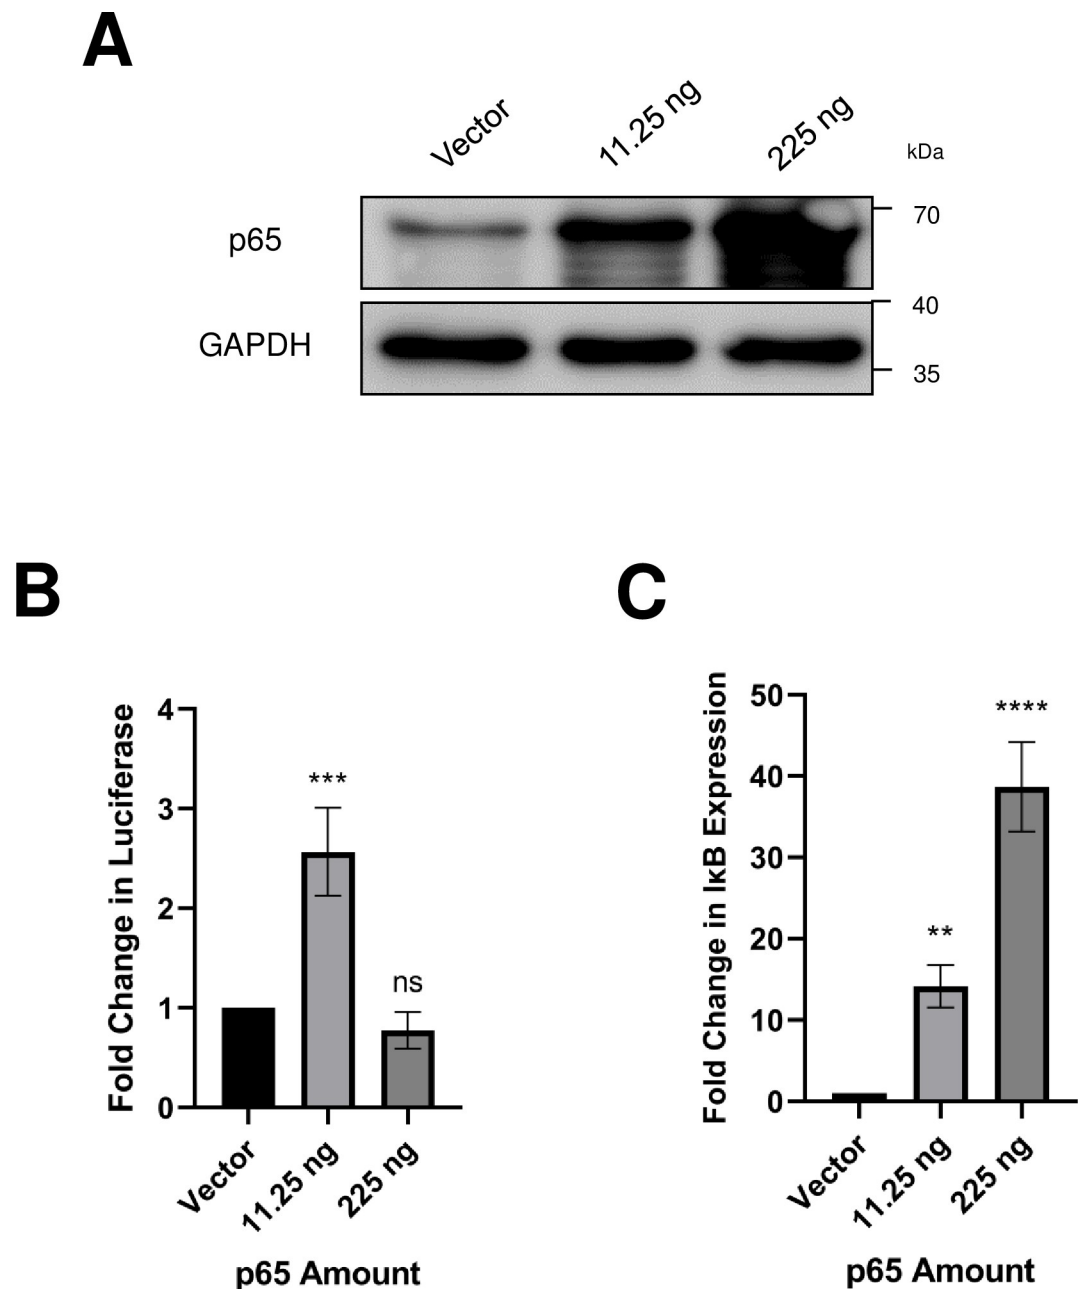 A
Vector
11.25 ng
225 ng
kDa
p65
70
GAPDH
40
35
B
Fold Change in Luciferase
4
3
2
1
0
***
ns
Vector
11.25 ng
225 ng
p65 Amount
C
Fold Change in IκB Expression
50
40
30
20
10
0
**
****
Vector
11.25 ng
225 ng
p65 Amount